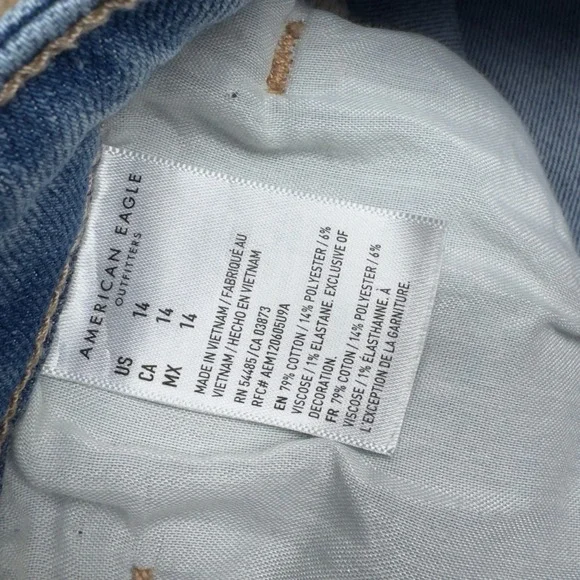 AMERICAN EAGLE
OUTFITTERS
US 14
CA 14
MX 14
MADE IN VIETNAM / FABRIQUÉ AU
VIETNAM / HECHO EN VIETNAM
RN 54485 / CA 03873
RFC# AEM120605U9A
EN 79% COTTON / 14% POLYESTER / 6%
VISCOSE / 1% ELASTANE. EXCLUSIVE OF
DECORATION.
FR 79% COTON / 14% POLYESTER / 6%
VISCOSE / 1% ÉLASTHANNE. À
L'EXCEPTION DE LA GARNITURE.